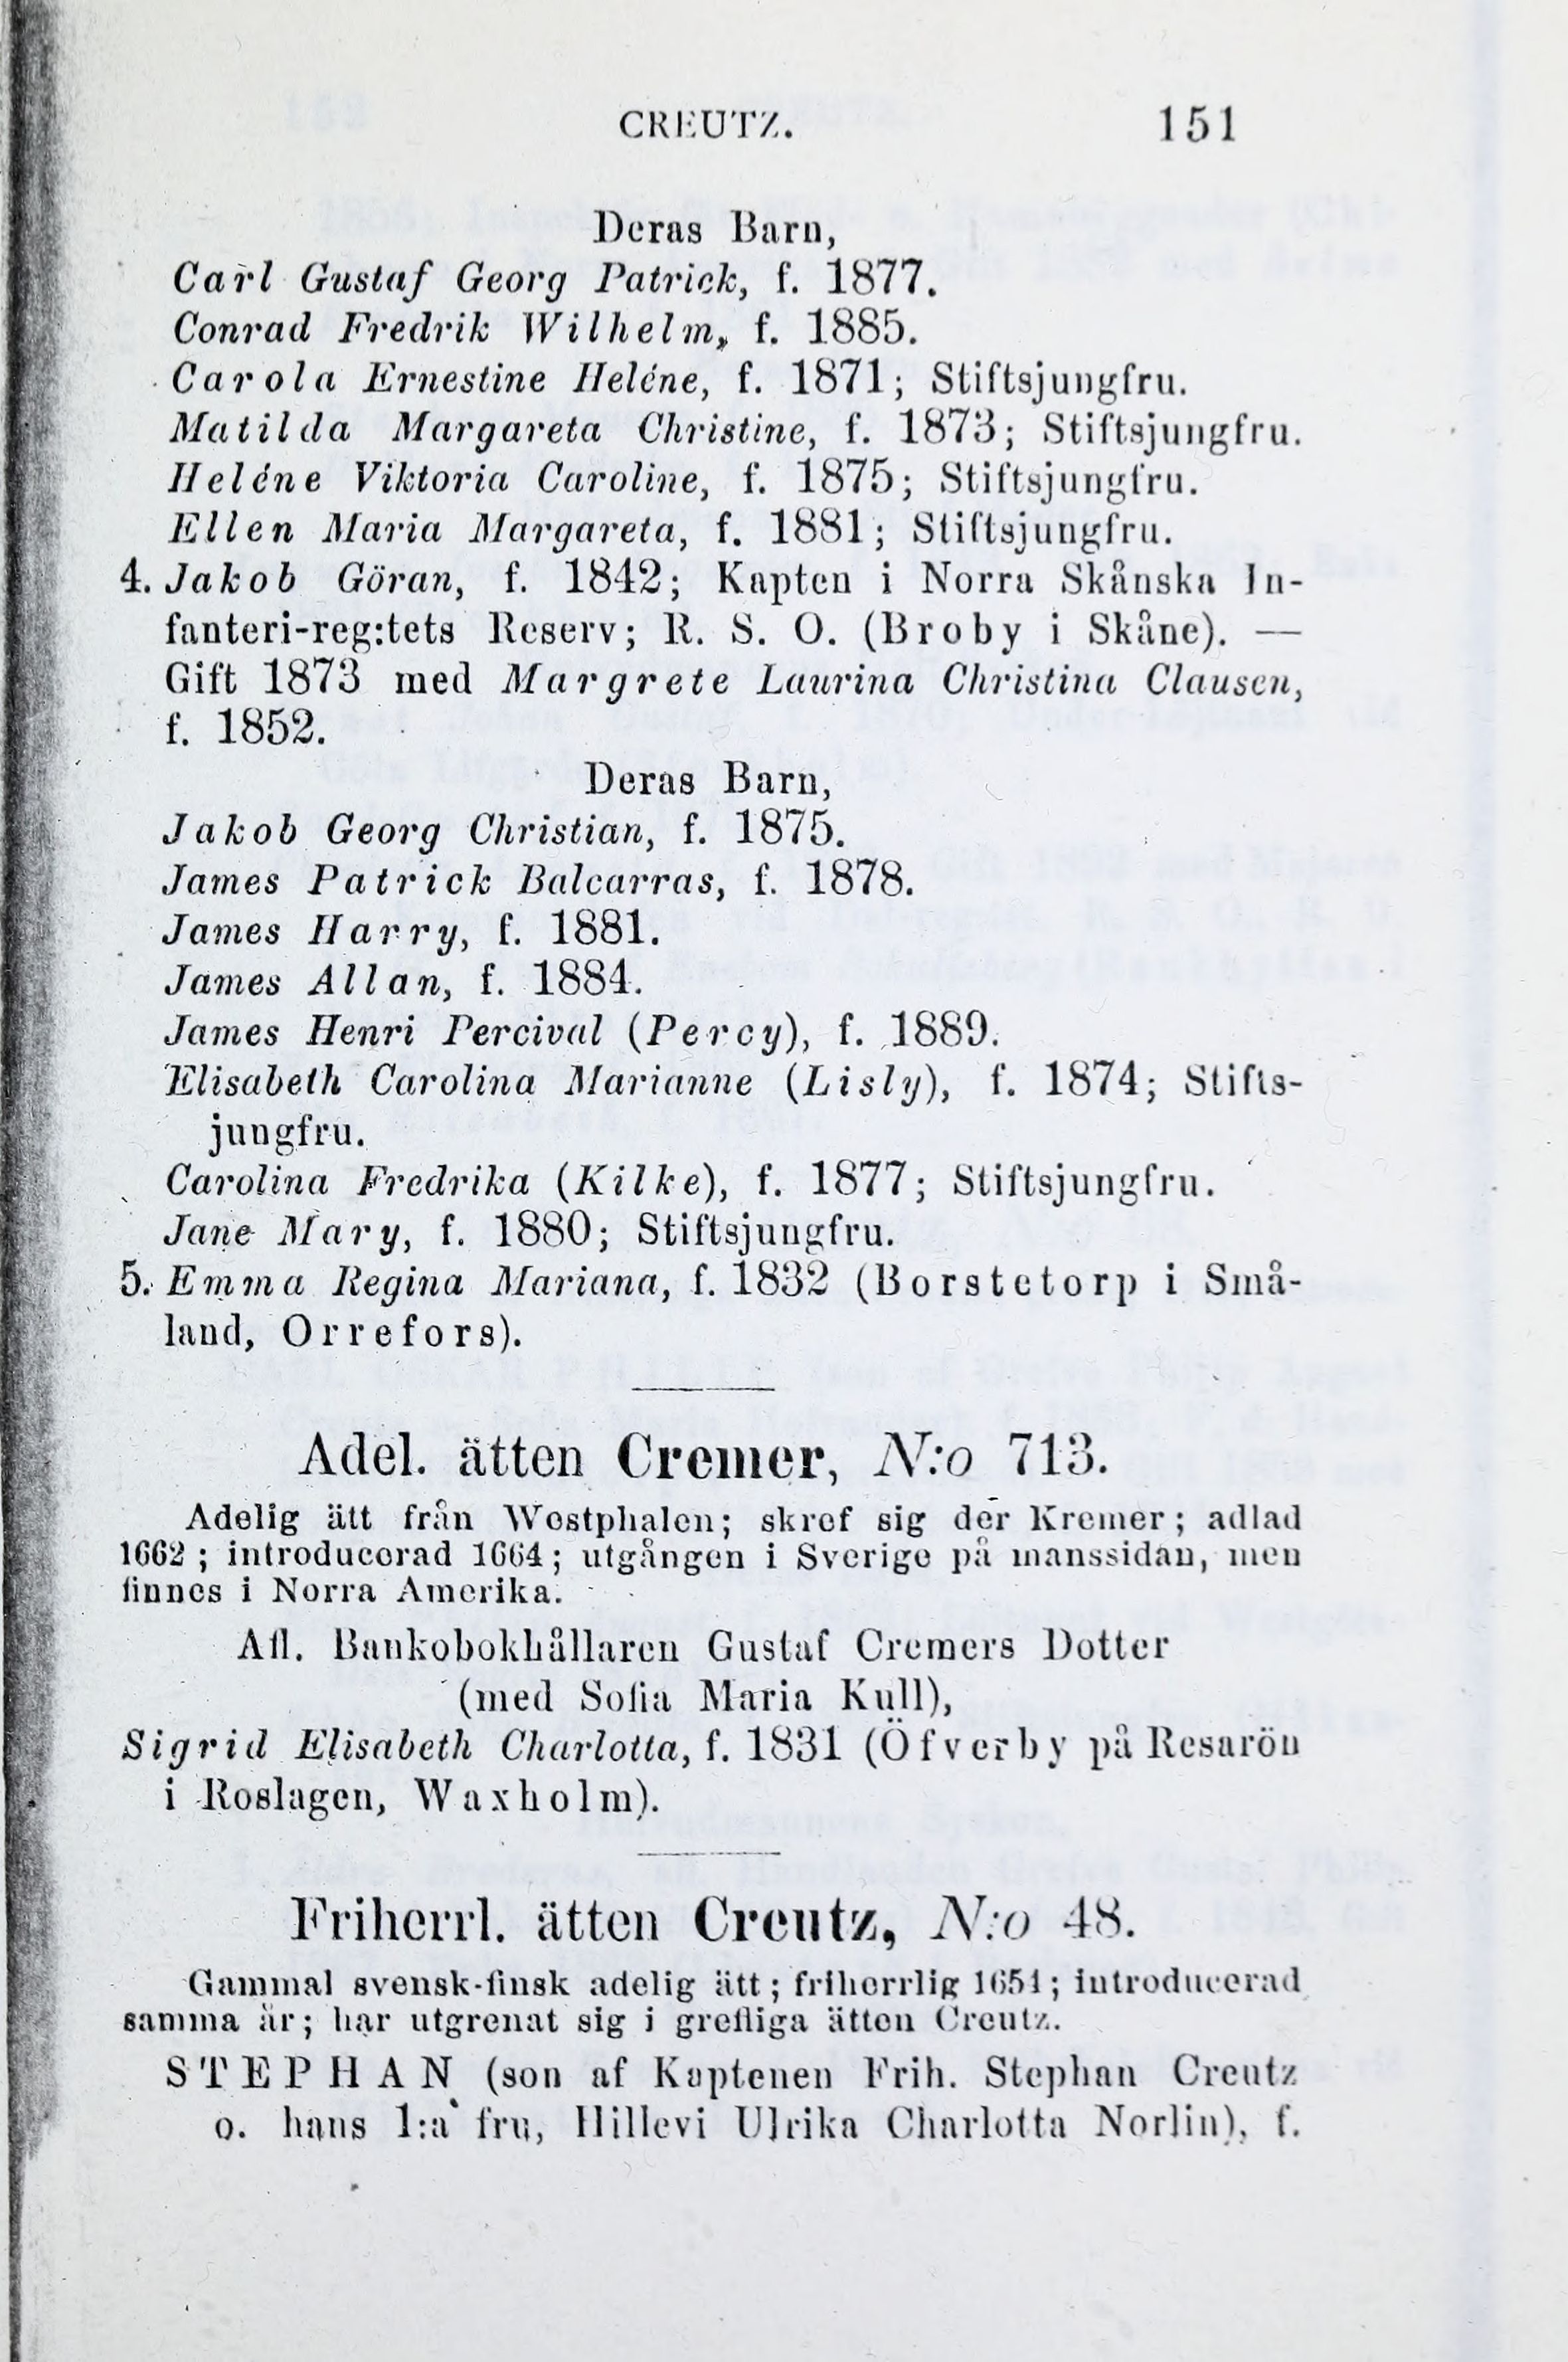 CREUTZ. 151
Deras Barn,
Carl Gustaf Georg Patrick, f. 1877.
Conrad Fredrik Wilhelm, f. 1885.
Carola Ernestine Heléne, f. 1871; Stiftsjungfru.
Matilda Margareta Christine, f. 1873; Stiftsjungfru.
Heléne Viktoria Caroline, f. 1875; Stiftsjungfru.
Ellen Maria Margareta, f. 1881; Stiftsjungfru.
4. Jakob Göran, f. 1842; Kapten i Norra Skånska In-
fanteri-reg:tets Reserv; R. S. O. (Broby i Skåne). —
Gift 1873 med Margrete Laurina Christina Clausen,
f. 1852.
Deras Barn,
Jakob Georg Christian, f. 1875.
James Patrick Balcarras, f. 1878.
James Harry, f. 1881.
James Allan, f. 1884.
James Henri Percival (Percy), f. 1889.
Elisabeth Carolina Marianne (Lisly), f. 1874; Stifts-
jungfru.
Carolina Fredrika (Kilke), f. 1877; Stiftsjungfru.
Jane Mary, f. 1880; Stiftsjungfru.
5. Emma Regina Mariana, f. 1832 (Borstetorp i Små-
land, Orrefors).
Adel. ätten Cremer, N:o 713.
Adelig ätt från Westphalen; skref sig der Kremer; adlad
1662; introducerad 1664; utgången i Sverige på manssidan, men
finnes i Norra Amerika.
Afl. Bankobokhållaren Gustaf Cremers Dotter
(med Sofia Maria Kull),
Sigrid Elisabeth Charlotta, f. 1831 (Öfverby på Resarön
i Roslagen, Waxholm).
Friherrl. ätten Creutz, N:o 48.
Gammal svensk-finsk adelig ätt; friherrlig 1654; introducerad
samma år; har utgrenat sig i grefliga ätten Creutz.
STEPHAN (son af Kaptenen Frih. Stephan Creutz
o. hans 1:a fru, Hillevi Ulrika Charlotta Norlin), f.